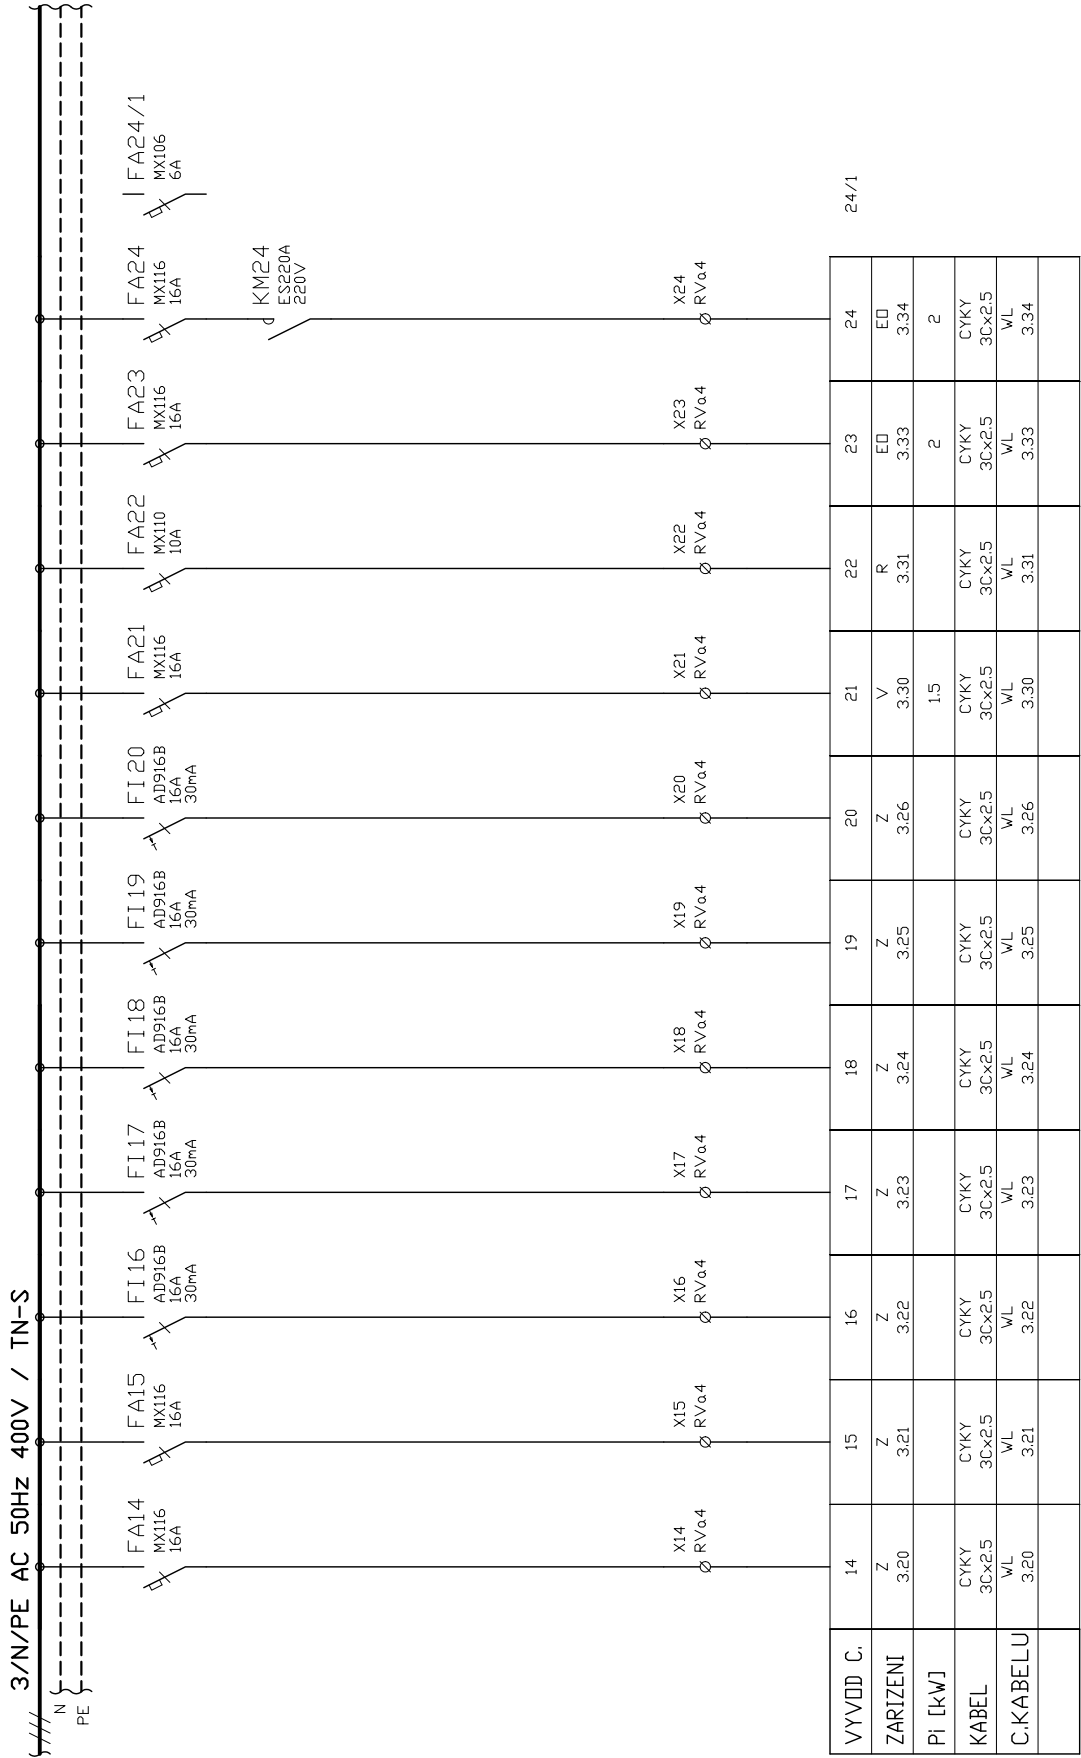 3/N/PE AC 50Hz 400V / TN-S
N
PE
FA14
MX116
16A
FA15
MX116
16A
FI16
AD916B
16A
30mA
FI17
AD916B
16A
30mA
FI18
AD916B
16A
30mA
FI19
AD916B
16A
30mA
FI20
AD916B
16A
30mA
FA21
MX116
16A
FA22
MX110
10A
FA23
MX116
16A
FA24
MX116
16A
FA24/1
MX106
6A
KM24
ES220A
220V
X14
RVa4
X15
RVa4
X16
RVa4
X17
RVa4
X18
RVa4
X19
RVa4
X20
RVa4
X21
RVa4
X22
RVa4
X23
RVa4
X24
RVa4
VYVOD C. 14 15 16 17 18 19 20 21 22 23 24 24/1
ZARIZENI Z Z Z Z Z Z Z V R EO EO
3.20 3.21 3.22 3.23 3.24 3.25 3.26 3.30 3.31 3.33 3.34
Pi [kW] 1.5 2 2
KABEL CYKY CYKY CYKY CYKY CYKY CYKY CYKY CYKY CYKY CYKY CYKY
3Cx2.5 3Cx2.5 3Cx2.5 3Cx2.5 3Cx2.5 3Cx2.5 3Cx2.5 3Cx2.5 3Cx2.5 3Cx2.5 3Cx2.5
C.KABELU WL WL WL WL WL WL WL WL WL WL WL
3.20 3.21 3.22 3.23 3.24 3.25 3.26 3.30 3.31 3.33 3.34